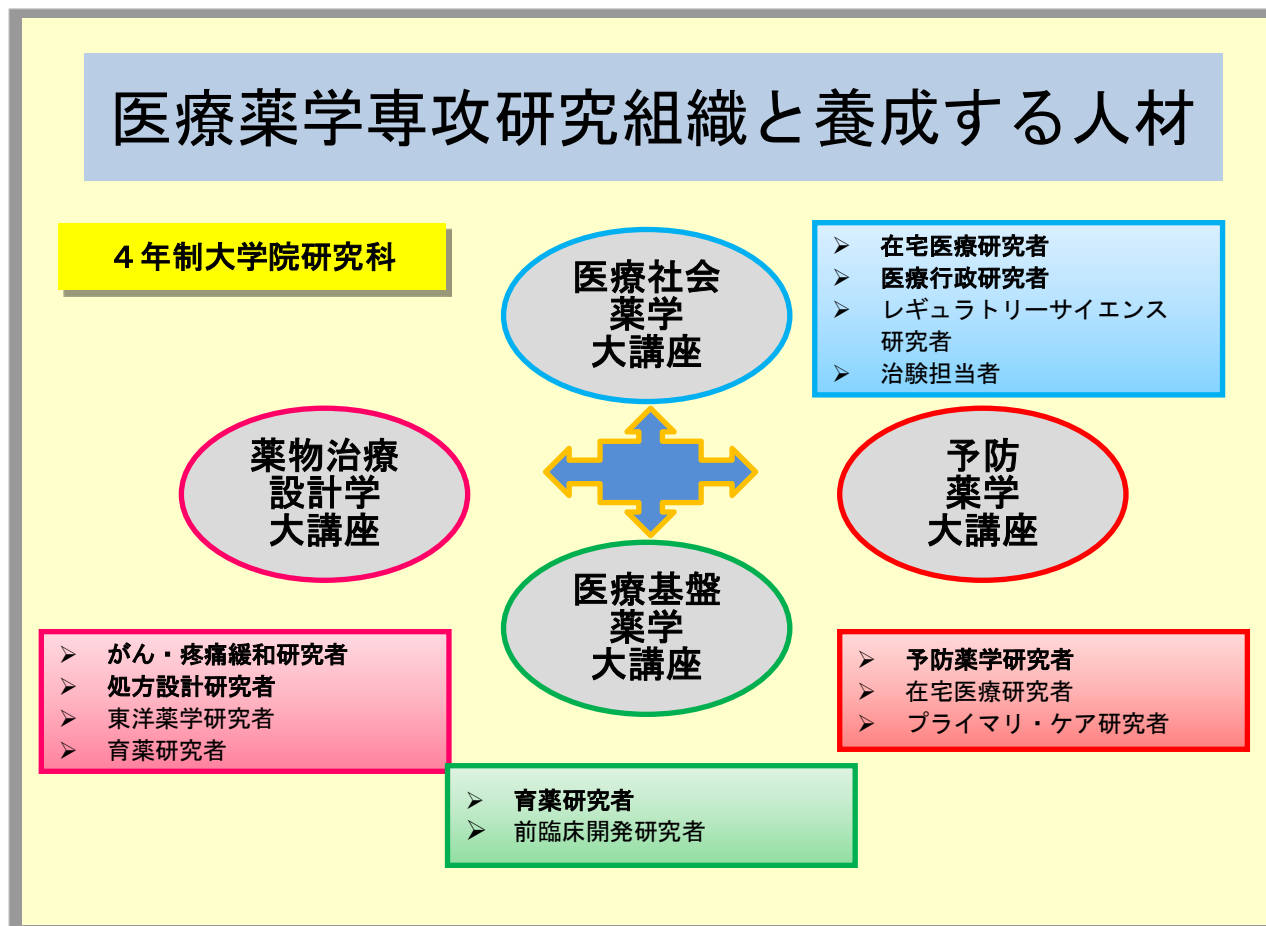 医療薬学専攻研究組織と養成する人材
４年制大学院研究科
医療社会
薬学
大講座
➢ 在宅医療研究者
➢ 医療行政研究者
➢ レギュラトリーサイエンス
研究者
➢ 治験担当者
薬物治療
設計学
大講座
予防
薬学
大講座
医療基盤
薬学
大講座
➢ がん・疼痛緩和研究者
➢ 処方設計研究者
➢ 東洋薬学研究者
➢ 育薬研究者
➢ 予防薬学研究者
➢ 在宅医療研究者
➢ プライマリ・ケア研究者
➢ 育薬研究者
➢ 前臨床開発研究者